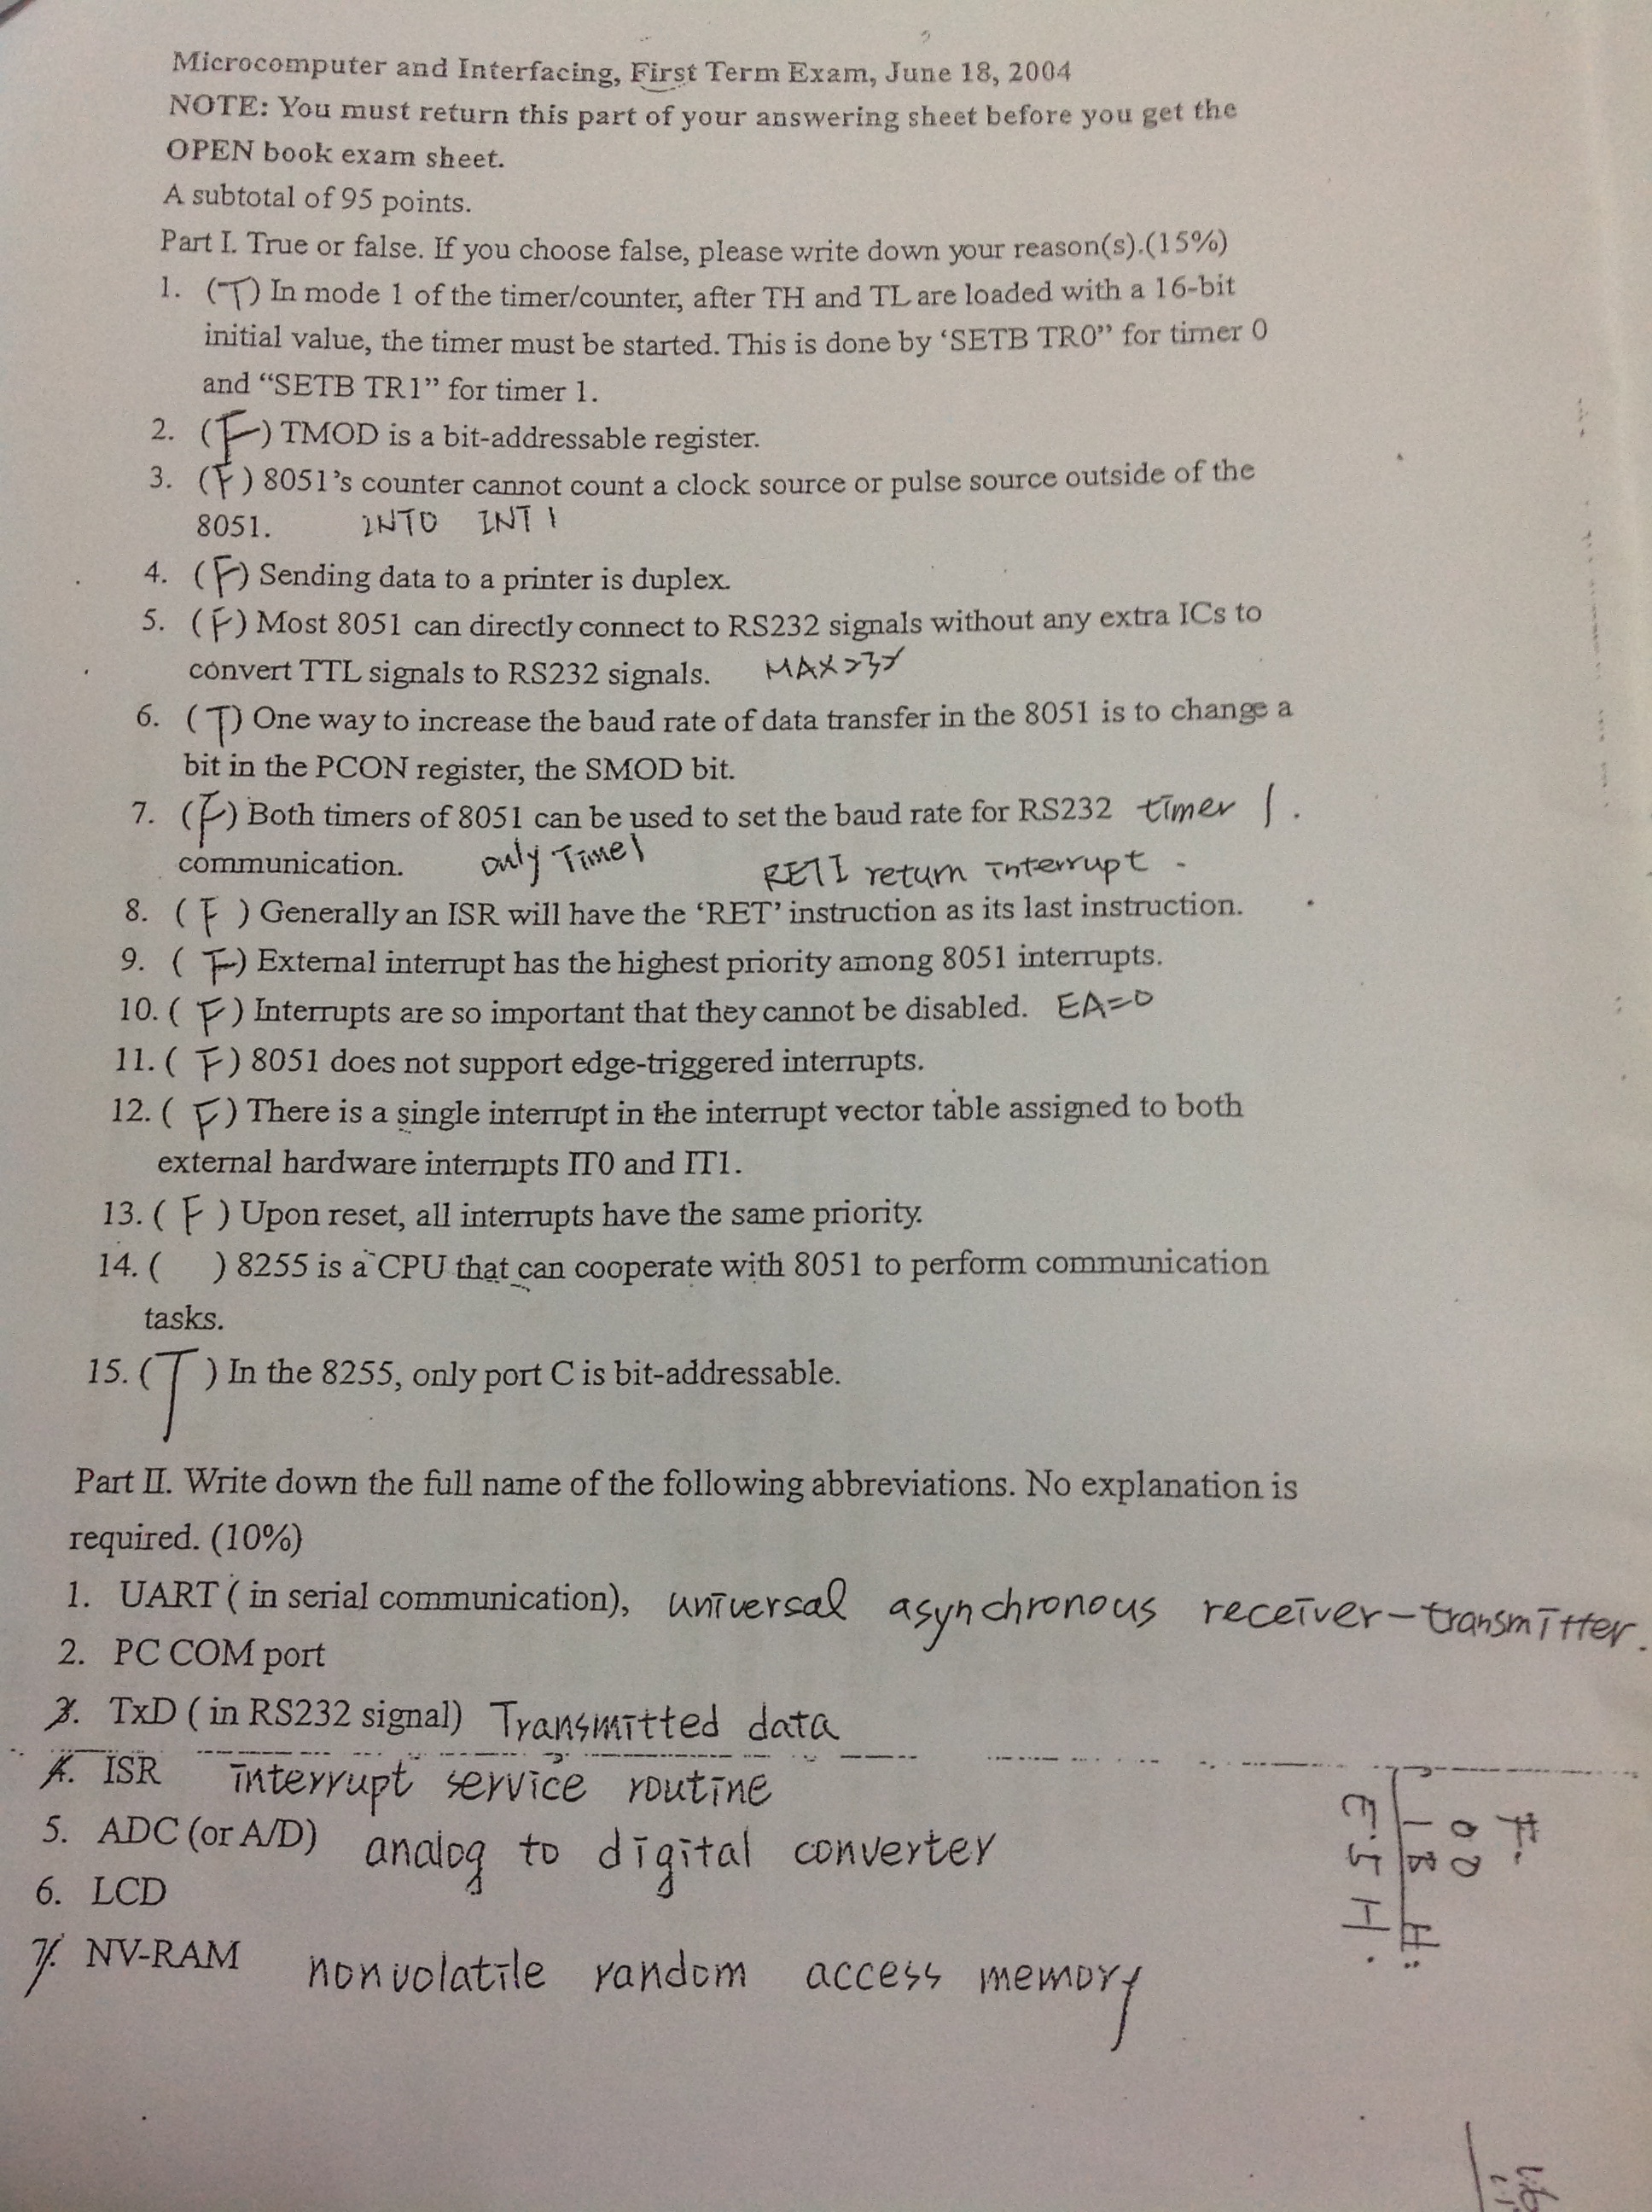 Microcomputer and Interfacing, First Term Exam, June 18, 2004
NOTE: You must return this part of your answering sheet before you get the
OPEN book exam sheet.
A subtotal of 95 points.
Part I. True or false. If you choose false, please write down your reason(s).(15%)
1. (T) In mode 1 of the timer/counter, after TH and TL are loaded with a 16-bit
initial value, the timer must be started. This is done by ‘SETB TR0” for timer 0
and “SETB TR1” for timer 1.
2. (F) TMOD is a bit-addressable register.
3. (F) 8051’s counter cannot count a clock source or pulse source outside of the
8051. INT0 INT1
4. (F) Sending data to a printer is duplex.
5. (F) Most 8051 can directly connect to RS232 signals without any extra ICs to
convert TTL signals to RS232 signals. MAX232
6. (T) One way to increase the baud rate of data transfer in the 8051 is to change a
bit in the PCON register, the SMOD bit.
7. (F) Both timers of 8051 can be used to set the baud rate for RS232 timer 1.
communication. only Time1
RETI return interrupt
8. (F) Generally an ISR will have the ‘RET’ instruction as its last instruction.
9. (F) External interrupt has the highest priority among 8051 interrupts.
10. (F) Interrupts are so important that they cannot be disabled. EA=0
11. (F) 8051 does not support edge-triggered interrupts.
12. (F) There is a single interrupt in the interrupt vector table assigned to both
external hardware interrupts IT0 and IT1.
13. (F) Upon reset, all interrupts have the same priority.
14. ( ) 8255 is a CPU that can cooperate with 8051 to perform communication
tasks.
15. (T) In the 8255, only port C is bit-addressable.
Part II. Write down the full name of the following abbreviations. No explanation is
required. (10%)
1. UART ( in serial communication), universal asynchronous receiver-transmitter.
2. PC COM port
3. TxD ( in RS232 signal) Transmitted data
4. ISR interrupt service routine
5. ADC (or A/D) analog to digital converter
6. LCD
7. NV-RAM nonvolatile random access memory